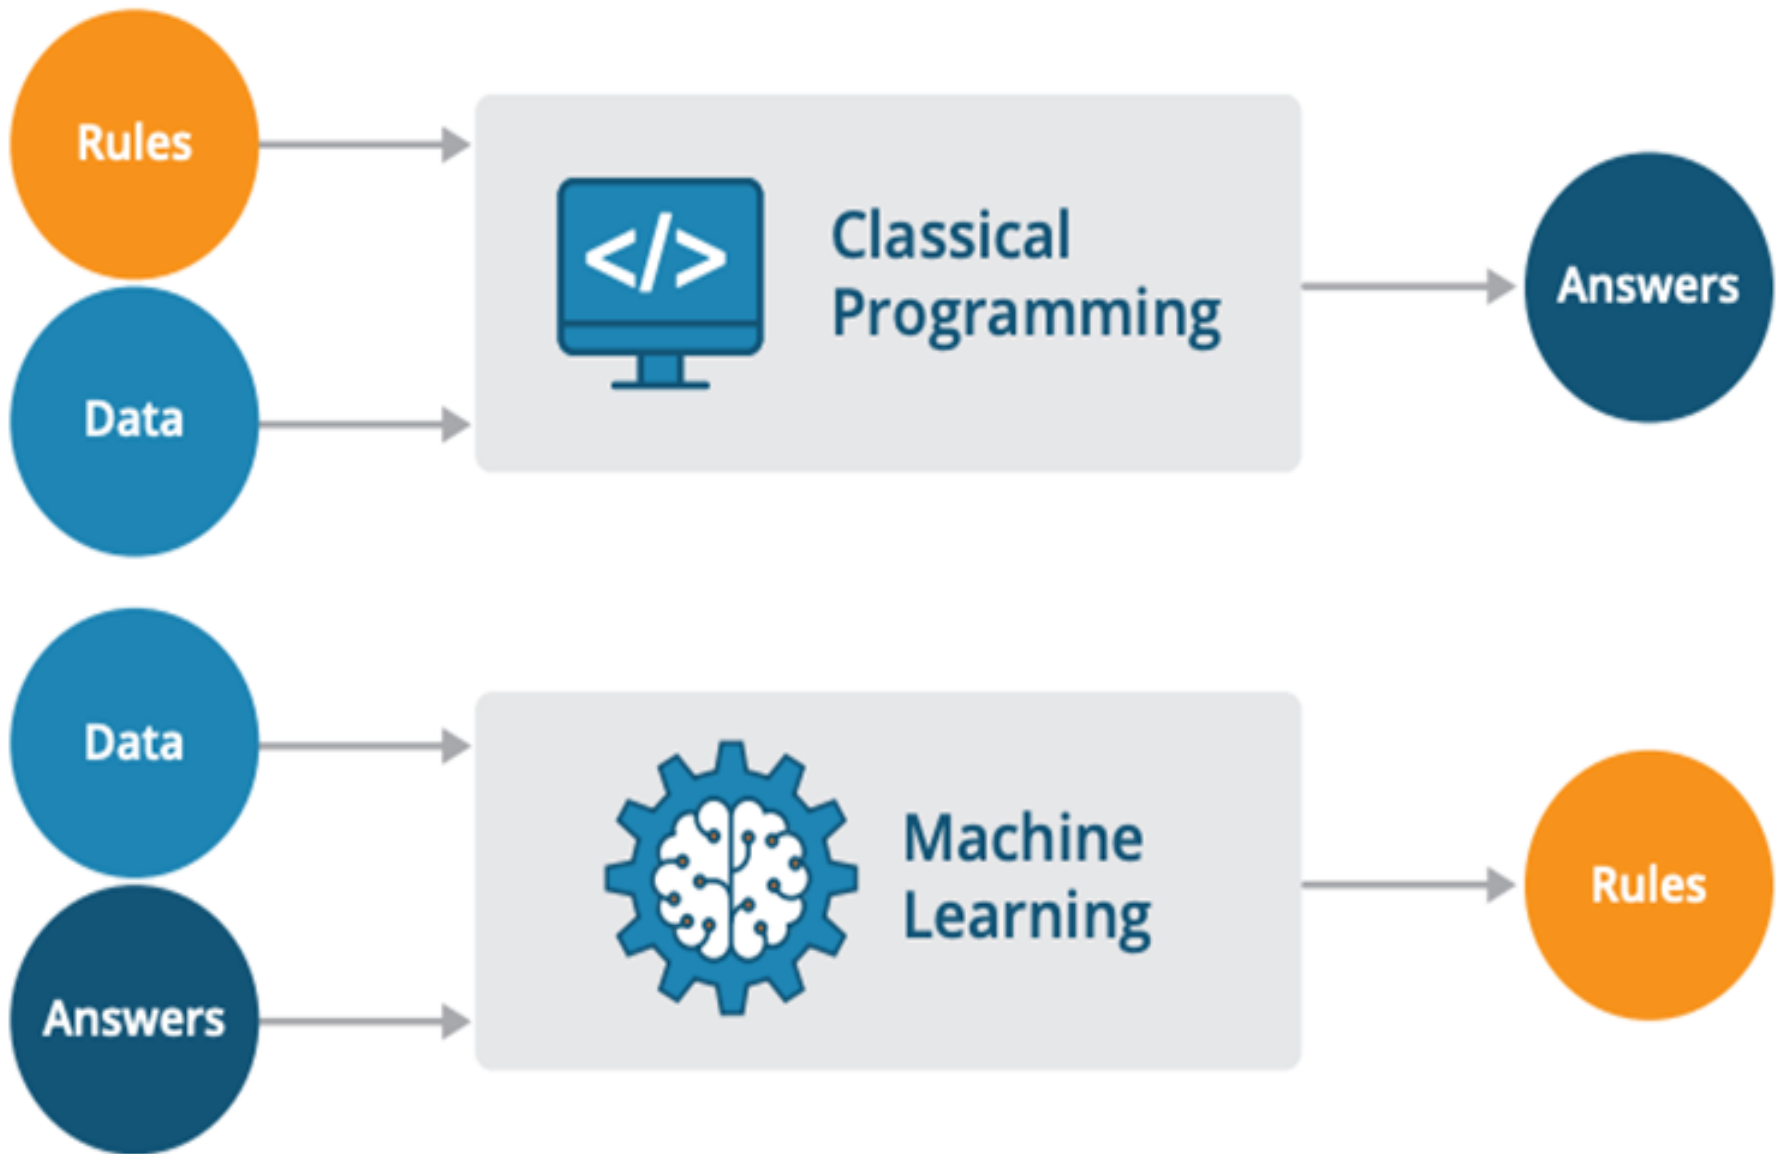 Rules
Data
</>
Classical
Programming
Answers
Data
Answers
Machine
Learning
Rules